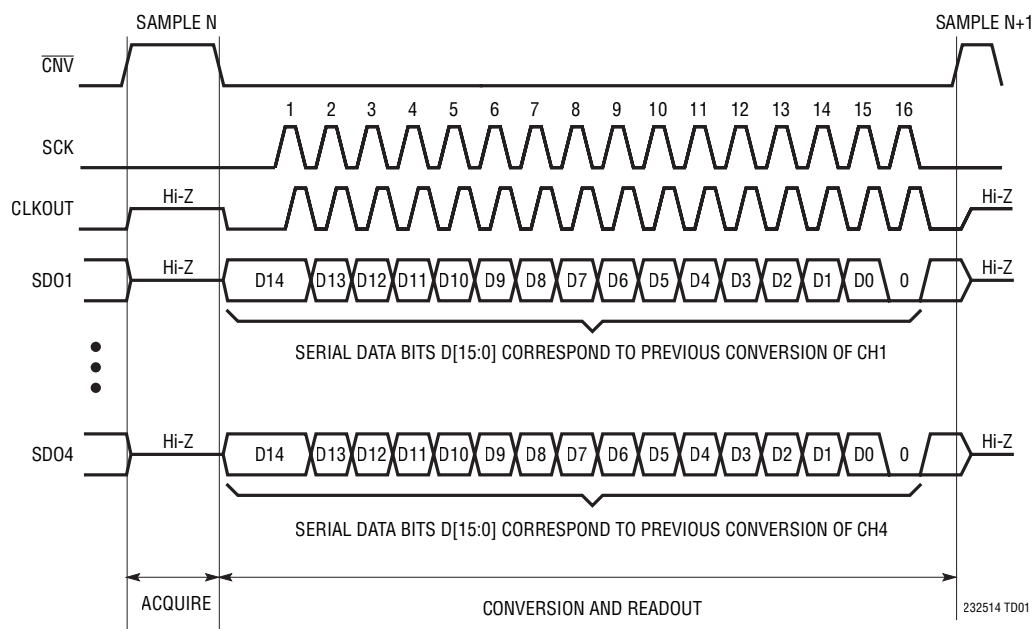 SAMPLE N
SAMPLE N+1
CNV
1 2 3 4 5 6 7 8 9 10 11 12 13 14 15 16
SCK
Hi-Z
CLKOUT
Hi-Z
Hi-Z
SDO1
D14 D13 D12 D11 D10 D9 D8 D7 D6 D5 D4 D3 D2 D1 D0 0
Hi-Z
SERIAL DATA BITS D[15:0] CORRESPOND TO PREVIOUS CONVERSION OF CH1
Hi-Z
SDO4
D14 D13 D12 D11 D10 D9 D8 D7 D6 D5 D4 D3 D2 D1 D0 0
Hi-Z
SERIAL DATA BITS D[15:0] CORRESPOND TO PREVIOUS CONVERSION OF CH4
ACQUIRE
CONVERSION AND READOUT
232514 TD01